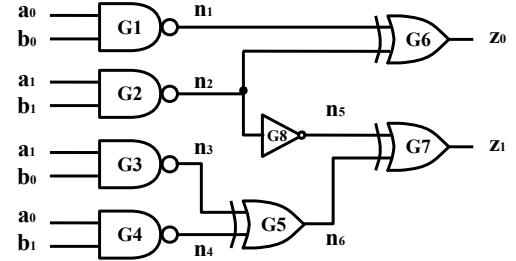 a₀ G1 n₁ G6 z₀
b₀
a₁ G2 n₂
b₁
G8 n₅ G7 z₁
a₁ G3 n₃
b₀
a₀ G4 n₄ G5 n₆
b₁